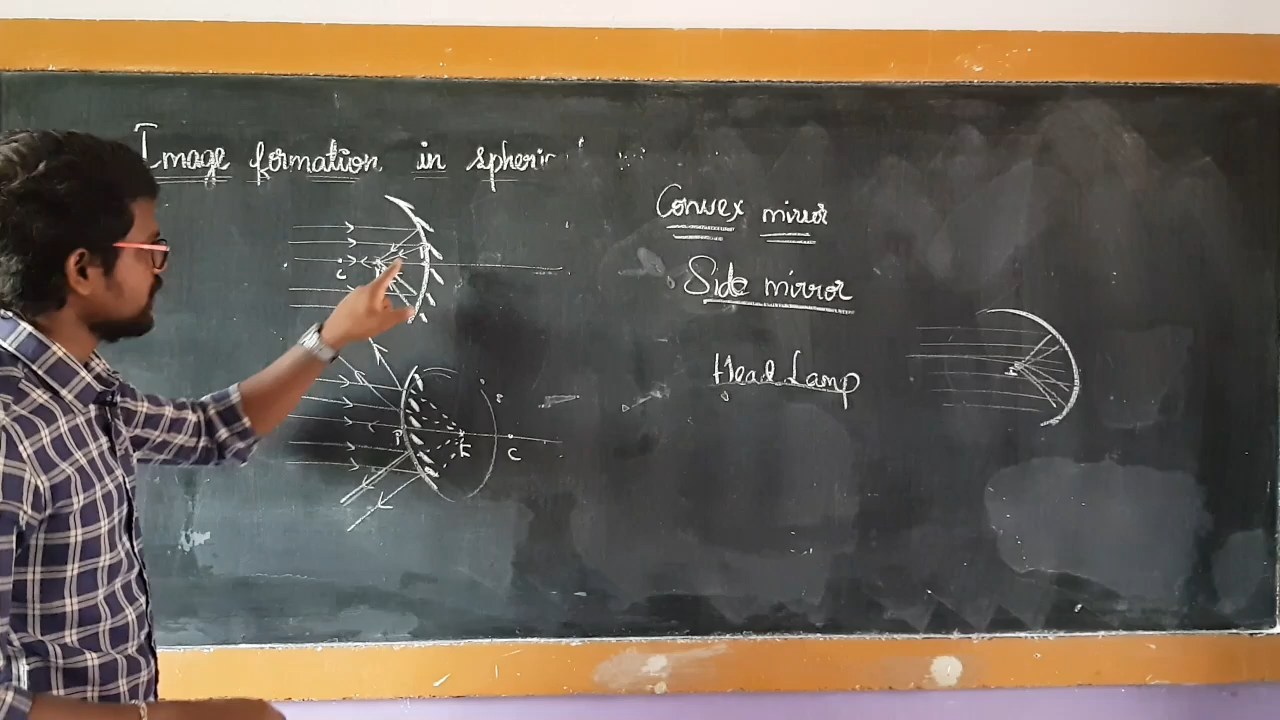 Image formation in spheric
Convex mirror
Side mirror
Head Lamp
C
P
F
C